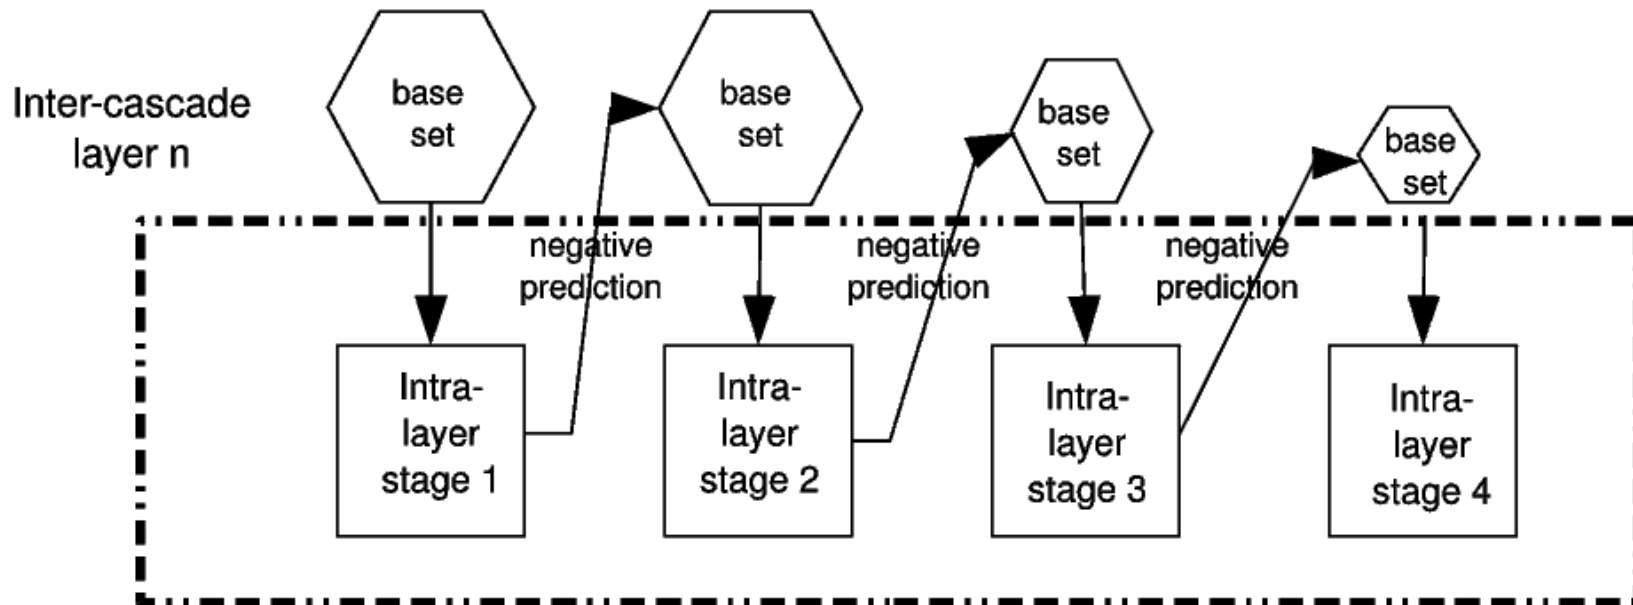 Inter-cascade
layer n
base
set
base
set
base
set
base
set
negative
prediction
negative
prediction
negative
prediction
Intra-
layer
stage 1
Intra-
layer
stage 2
Intra-
layer
stage 3
Intra-
layer
stage 4